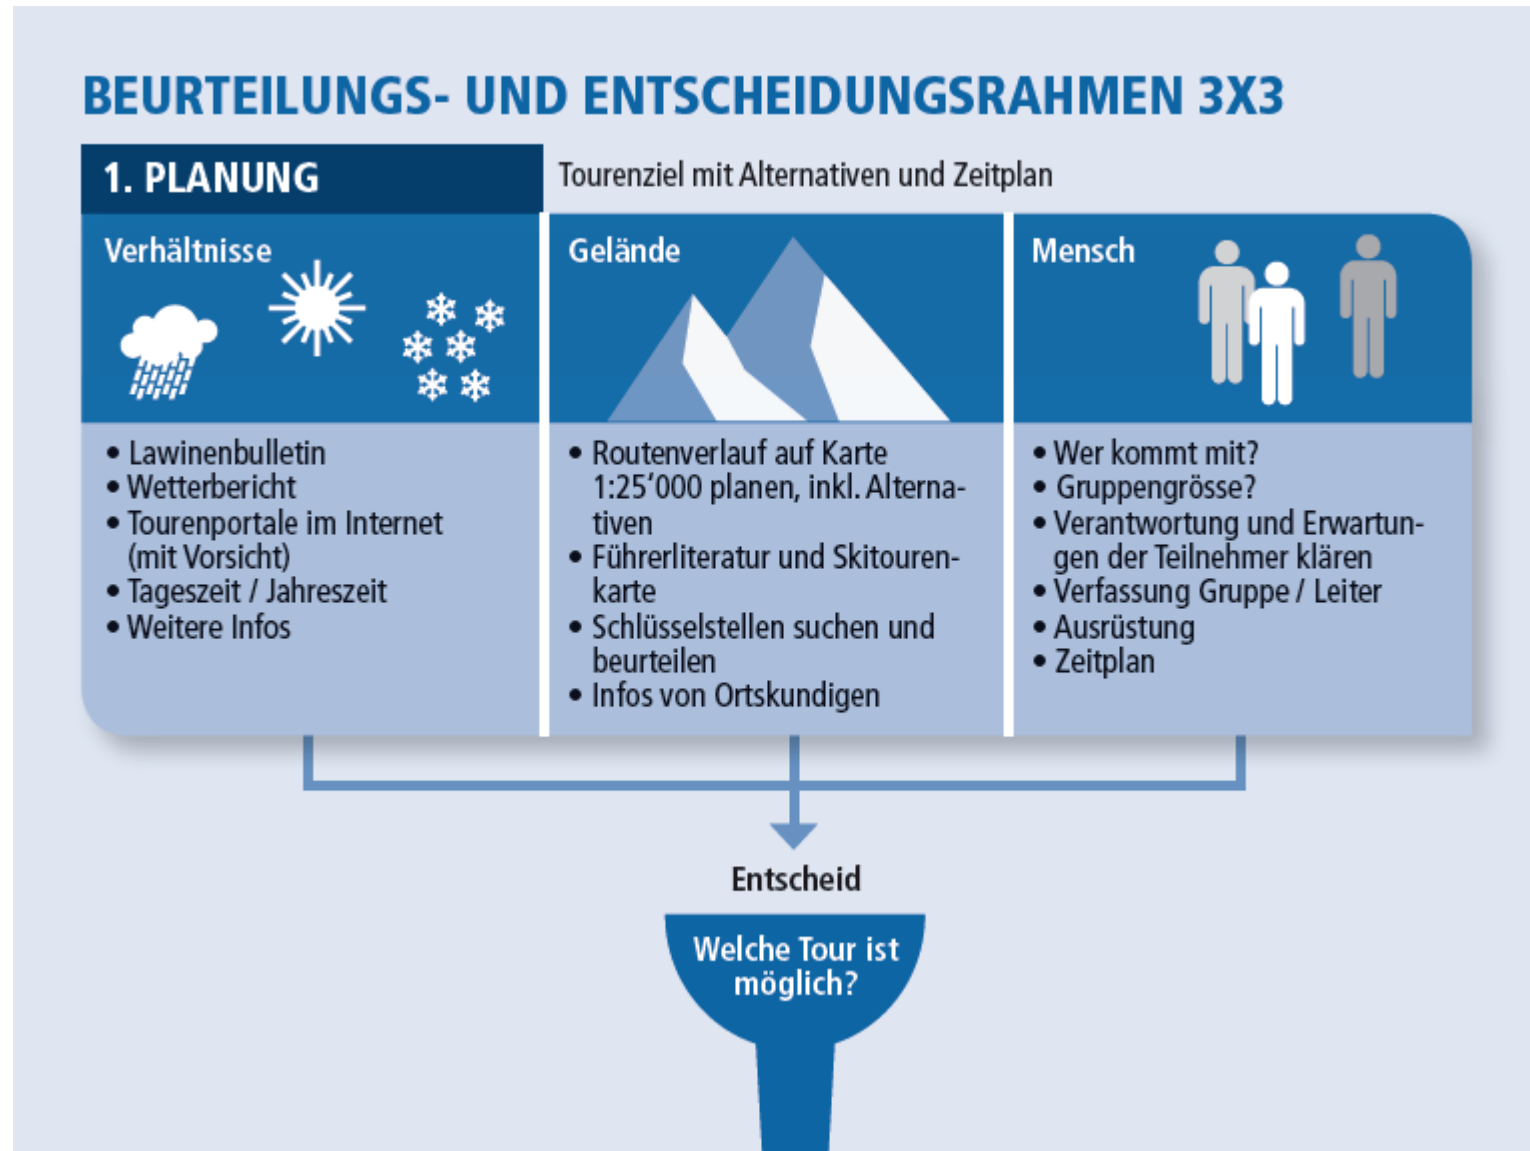 BEURTEILUNGS- UND ENTSCHEIDUNGSRAHMEN 3X3
1. PLANUNG
Tourenziel mit Alternativen und Zeitplan
Verhältnisse
• Lawinenbulletin
• Wetterbericht
• Tourenportale im Internet
(mit Vorsicht)
• Tageszeit / Jahreszeit
• Weitere Infos
Gelände
• Routenverlauf auf Karte
1:25‘000 planen, inkl. Alterna-
tiven
• Führerliteratur und Skitouren-
karte
• Schlüsselstellen suchen und
beurteilen
• Infos von Ortskundigen
Mensch
• Wer kommt mit?
• Gruppengrösse?
• Verantwortung und Erwartun-
gen der Teilnehmer klären
• Verfassung Gruppe / Leiter
• Ausrüstung
• Zeitplan
Entscheid
Welche Tour ist
möglich?